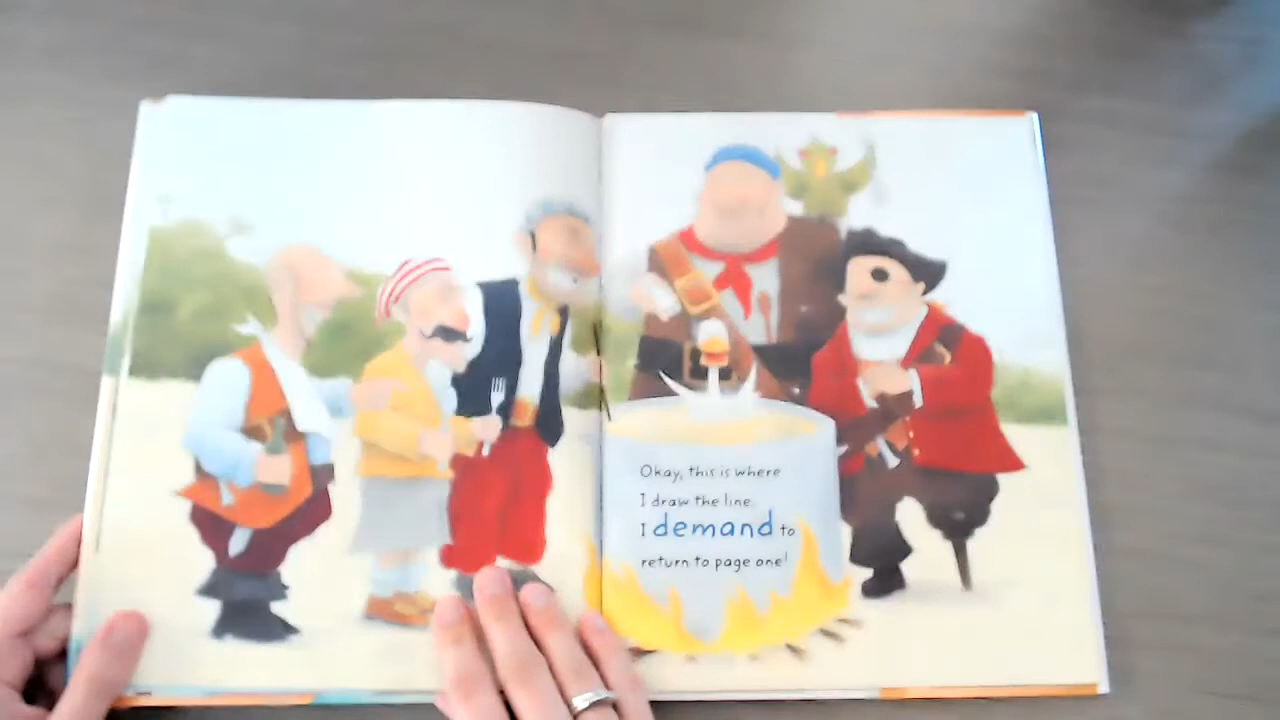 Okay, this is where
I draw the line.
I demand to
return to page one!